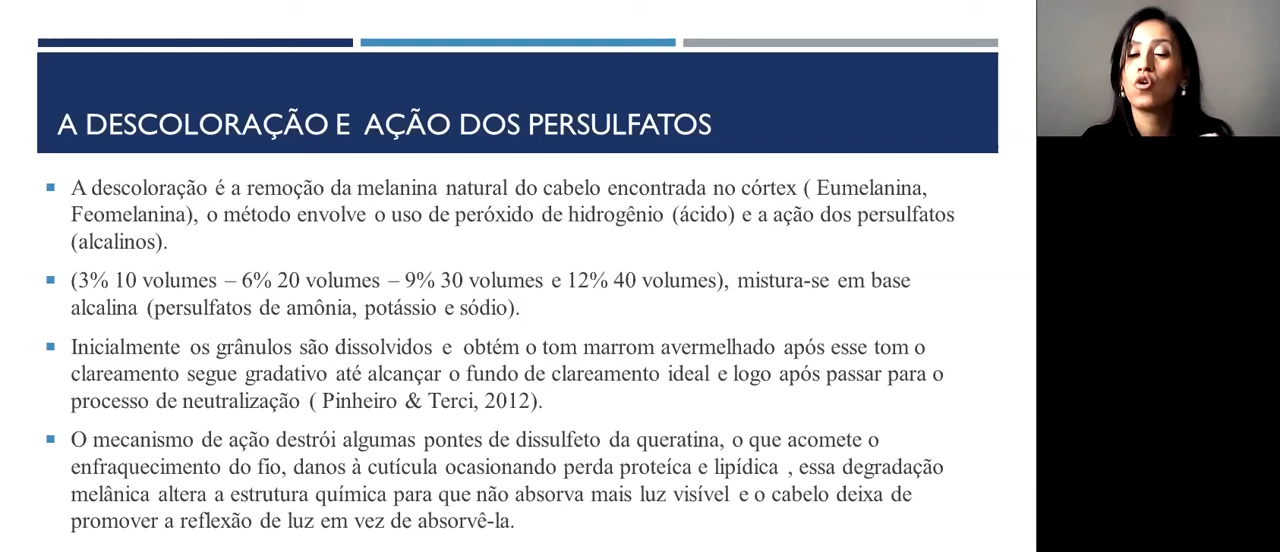 A DESCOLORAÇÃO E AÇÃO DOS PERSULFATOS
A descoloração é a remoção da melanina natural do cabelo encontrada no córtex ( Eumelanina,
Feomelanina), o método envolve o uso de peróxido de hidrogênio (ácido) e a ação dos persulfatos
(alcalinos).
(3% 10 volumes – 6% 20 volumes – 9% 30 volumes e 12% 40 volumes), mistura-se em base
alcalina (persulfatos de amônia, potássio e sódio).
Inicialmente os grânulos são dissolvidos e obtém o tom marrom avermelhado após esse tom o
clareamento segue gradativo até alcançar o fundo de clareamento ideal e logo após passar para o
processo de neutralização ( Pinheiro & Terci, 2012).
O mecanismo de ação destrói algumas pontes de dissulfeto da queratina, o que acomete o
enfraquecimento do fio, danos à cutícula ocasionando perda proteíca e lipídica , essa degradação
melânica altera a estrutura química para que não absorva mais luz visível e o cabelo deixa de
promover a reflexão de luz em vez de absorvê-la.